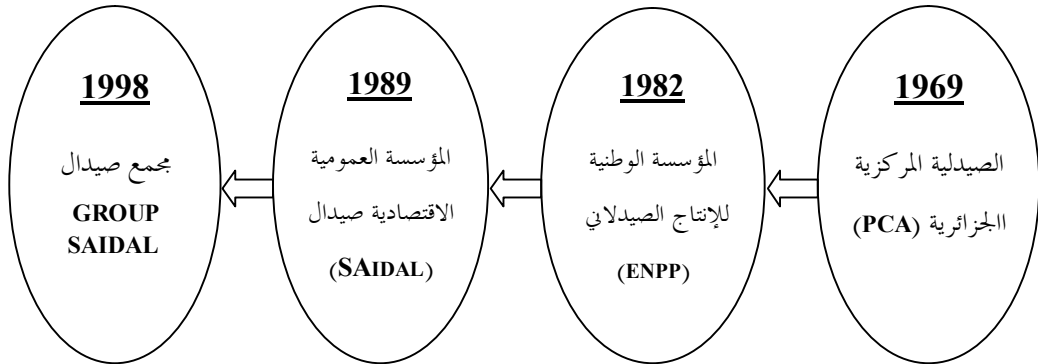 1969
الصيدلية المركزية
االجزائرية (PCA)
1982
المؤسسة الوطنية
للإنتاج الصيدلاني
(ENPP)
1989
المؤسسة العمومية
الاقتصادية صيدال
(SAIDAL)
1998
مجمع صيدال
GROUP
SAIDAL